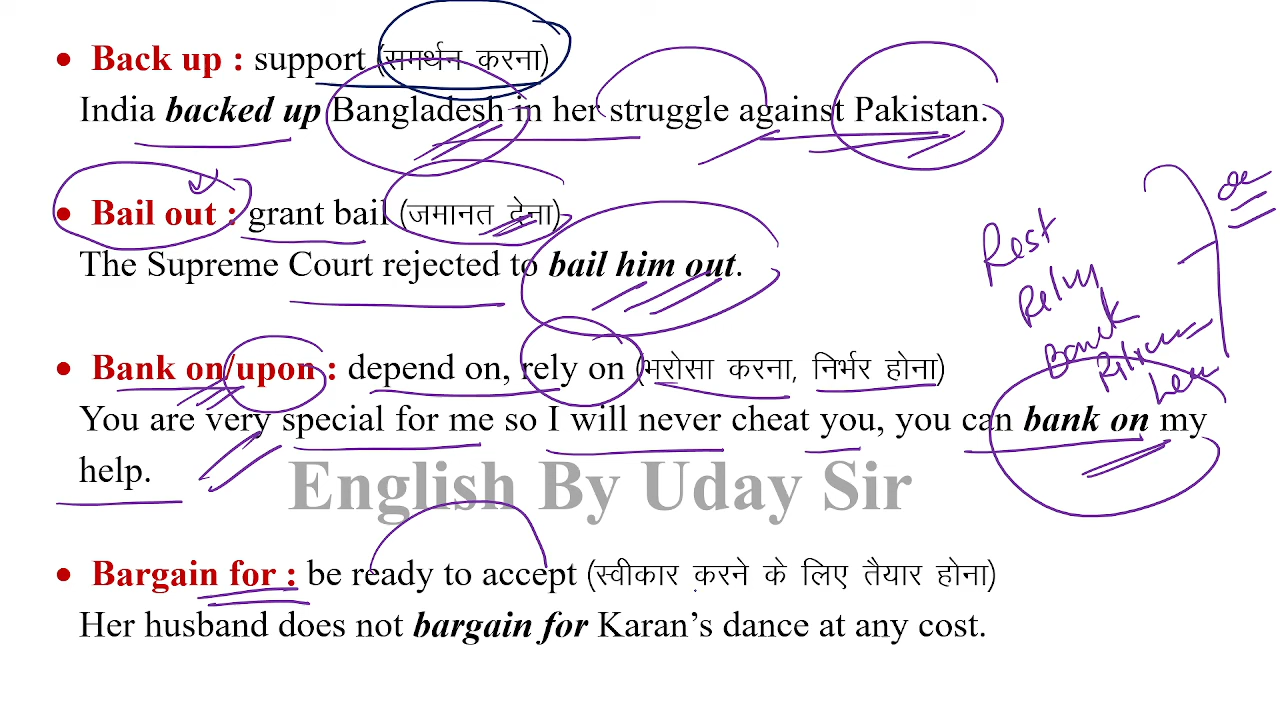 • Back up : support (समर्थन करना)
India backed up Bangladesh in her struggle against Pakistan.
• Bail out : grant bail (जमानत देना)
The Supreme Court rejected to bail him out.
• Bank on/upon : depend on, rely on (भरोसा करना, निर्भर होना)
You are very special for me so I will never cheat you, you can bank on my
help.
English By Uday Sir
• Bargain for : be ready to accept (स्वीकार करने के लिए तैयार होना)
Her husband does not bargain for Karan's dance at any cost.
Rest
Bank